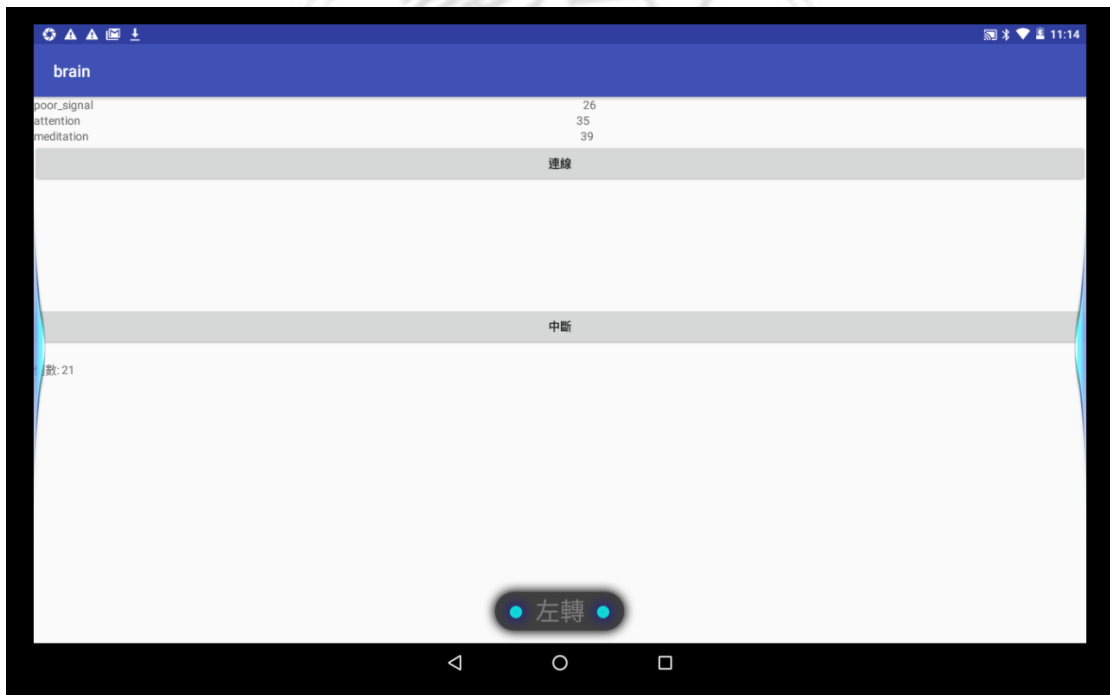 11:14
brain
poor_signal 26
attention 35
meditation 39
連線
中斷
數: 21
左轉